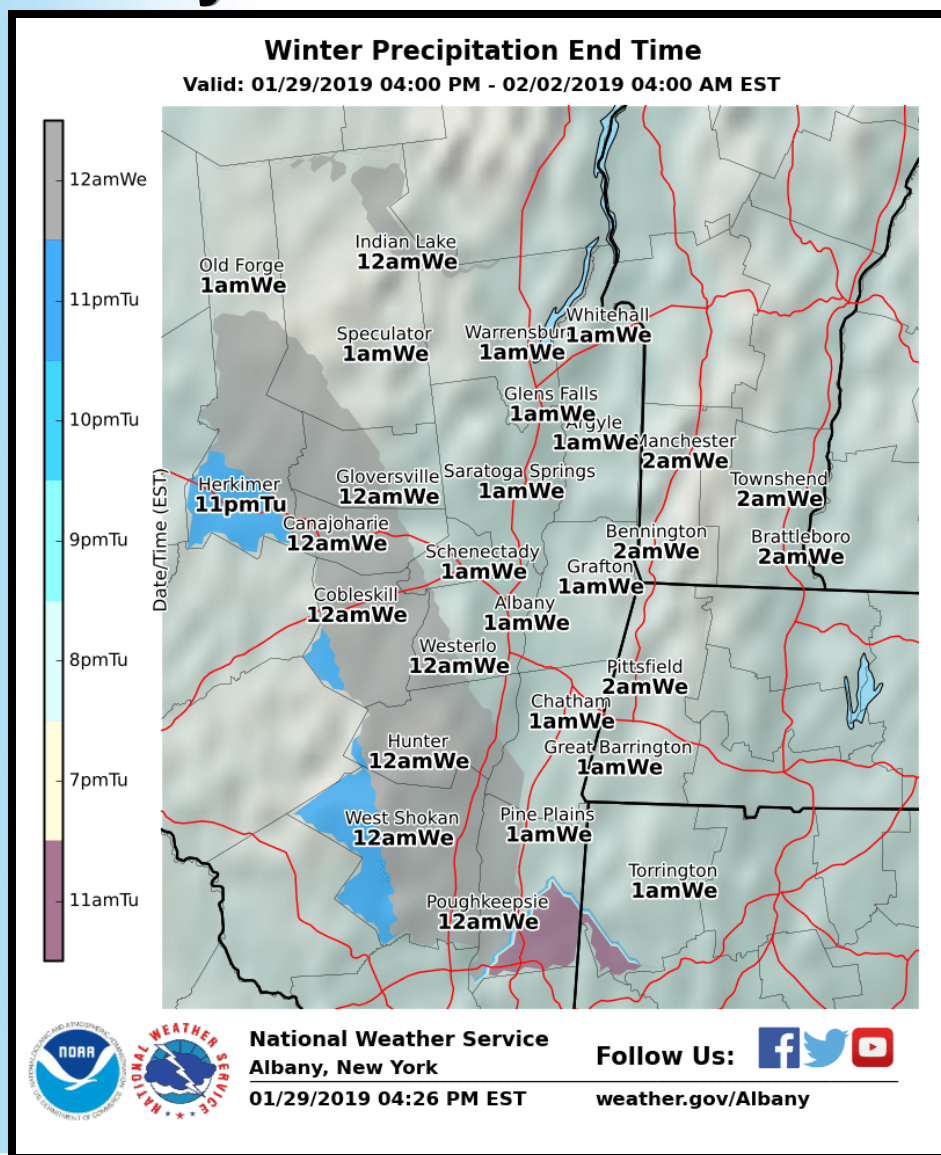 Winter Precipitation End Time
Valid: 01/29/2019 04:00 PM - 02/02/2019 04:00 AM EST
12amWe
11pmTu
10pmTu
9pmTu
8pmTu
7pmTu
11amTu
Date/Time (EST)
Indian Lake
12amWe
Old Forge
1amWe
Whitehall
1amWe
Speculator
1amWe
Warrensbur
1amWe
Glens Falls
1amWe
Argyle
1amWe
Manchester
2amWe
Herkimer
11pmTu
Gloversville
12amWe
Saratoga Springs
1amWe
Townshend
2amWe
Canajoharie
12amWe
Schenectady
1amWe
Bennington
2amWe
Brattleboro
2amWe
Grafton
1amWe
Cobleskill
12amWe
Albany
1amWe
Westerlo
12amWe
Pittsfield
2amWe
Chatham
1amWe
Hunter
12amWe
Great Barrington
1amWe
West Shokan
12amWe
Pine Plains
1amWe
Torrington
1amWe
Poughkeepsie
12amWe
NOAA
NATIONAL WEATHER SERVICE
National Weather Service
Albany, New York
01/29/2019 04:26 PM EST
Follow Us:
weather.gov/Albany